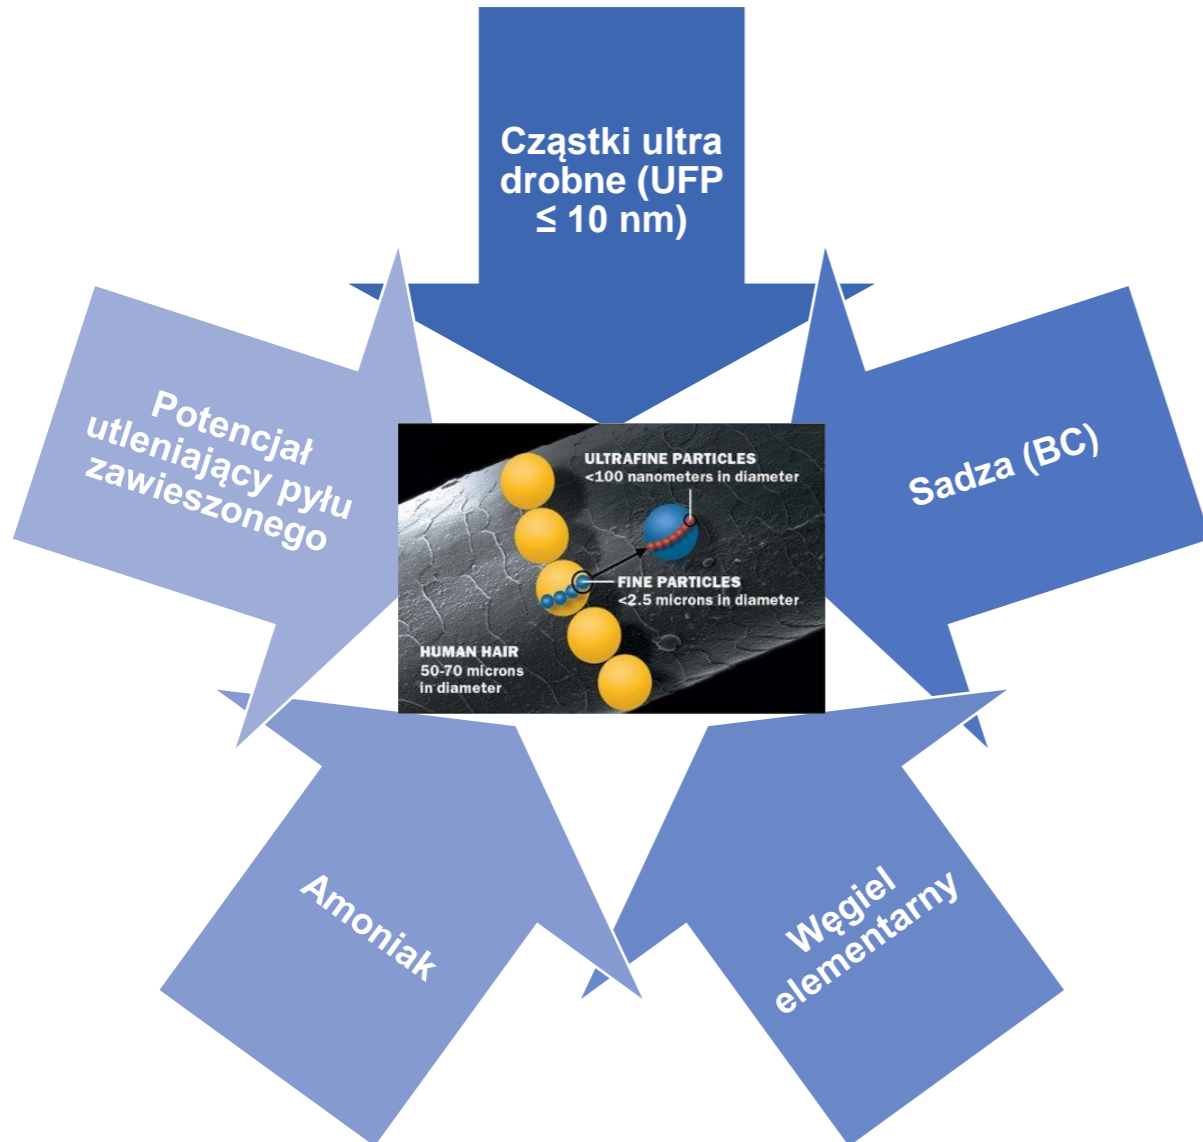 Cząstki ultra
drobne (UFP
≤ 10 nm)
Potencjał
utleniający pyłu
zawieszonego
Sadza (BC)
ULTRAFINE PARTICLES
<100 nanometers in diameter
FINE PARTICLES
<2.5 microns in diameter
HUMAN HAIR
50-70 microns
in diameter
Amoniak
Węgiel
elementarny